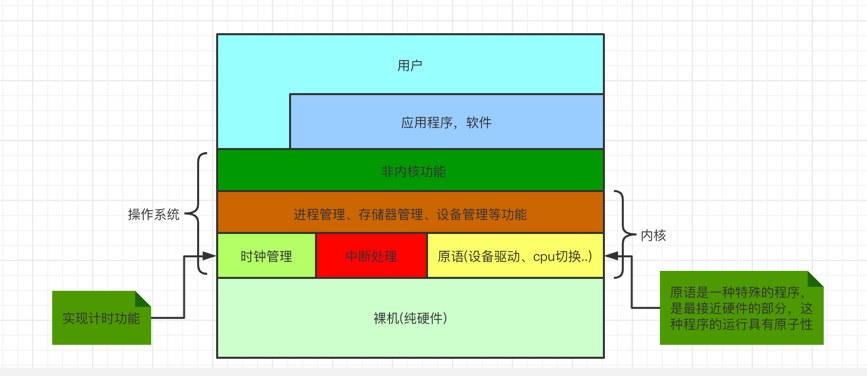 用户
应用程序，软件
非内核功能
操作系统
进程管理、存储器管理、设备管理等功能
内核
时钟管理
中断处理
原语(设备驱动、cpu切换..)
实现计时功能
裸机(纯硬件)
原语是一种特殊的程序，
是最接近硬件的部分，这
种程序的运行具有原子性